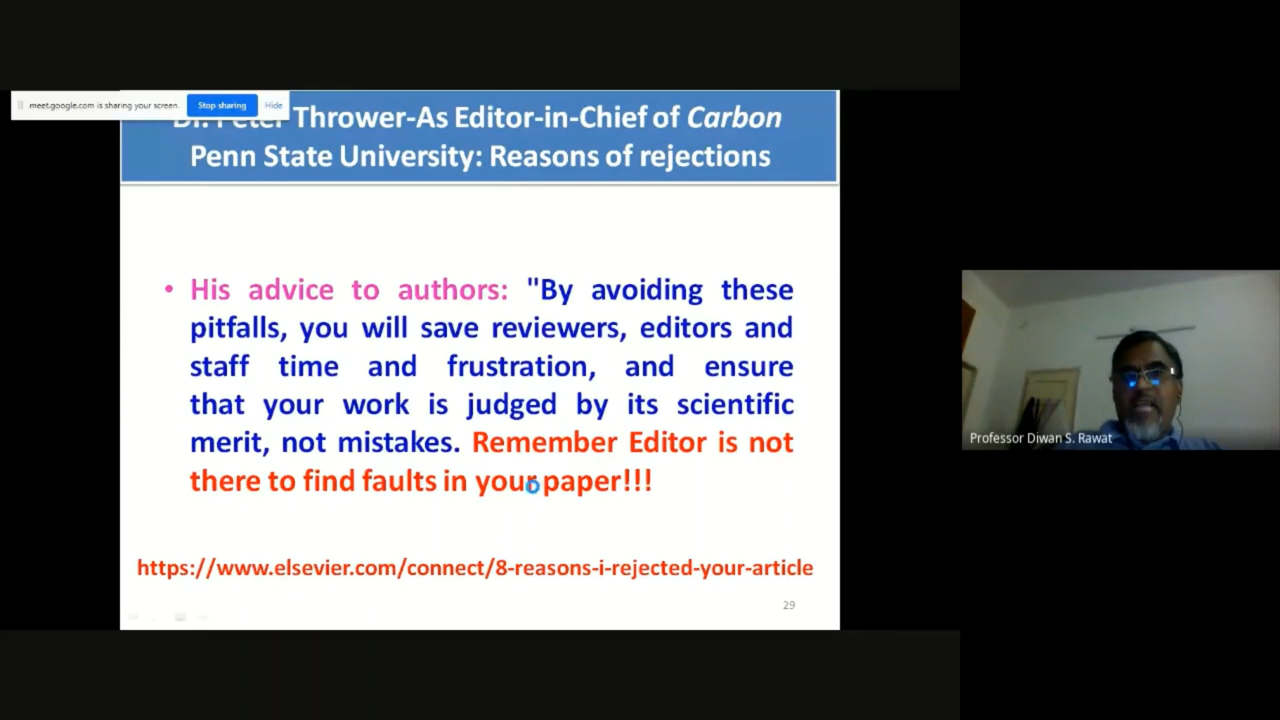 meet.google.com is sharing your screen.
Stop sharing
Hide
Dr. Peter Thrower-As Editor-in-Chief of Carbon
Penn State University: Reasons of rejections
• His advice to authors: "By avoiding these
pitfalls, you will save reviewers, editors and
staff time and frustration, and ensure
that your work is judged by its scientific
merit, not mistakes. Remember Editor is not
there to find faults in your paper!!!
https://www.elsevier.com/connect/8-reasons-i-rejected-your-article
29
Professor Diwan S. Rawat